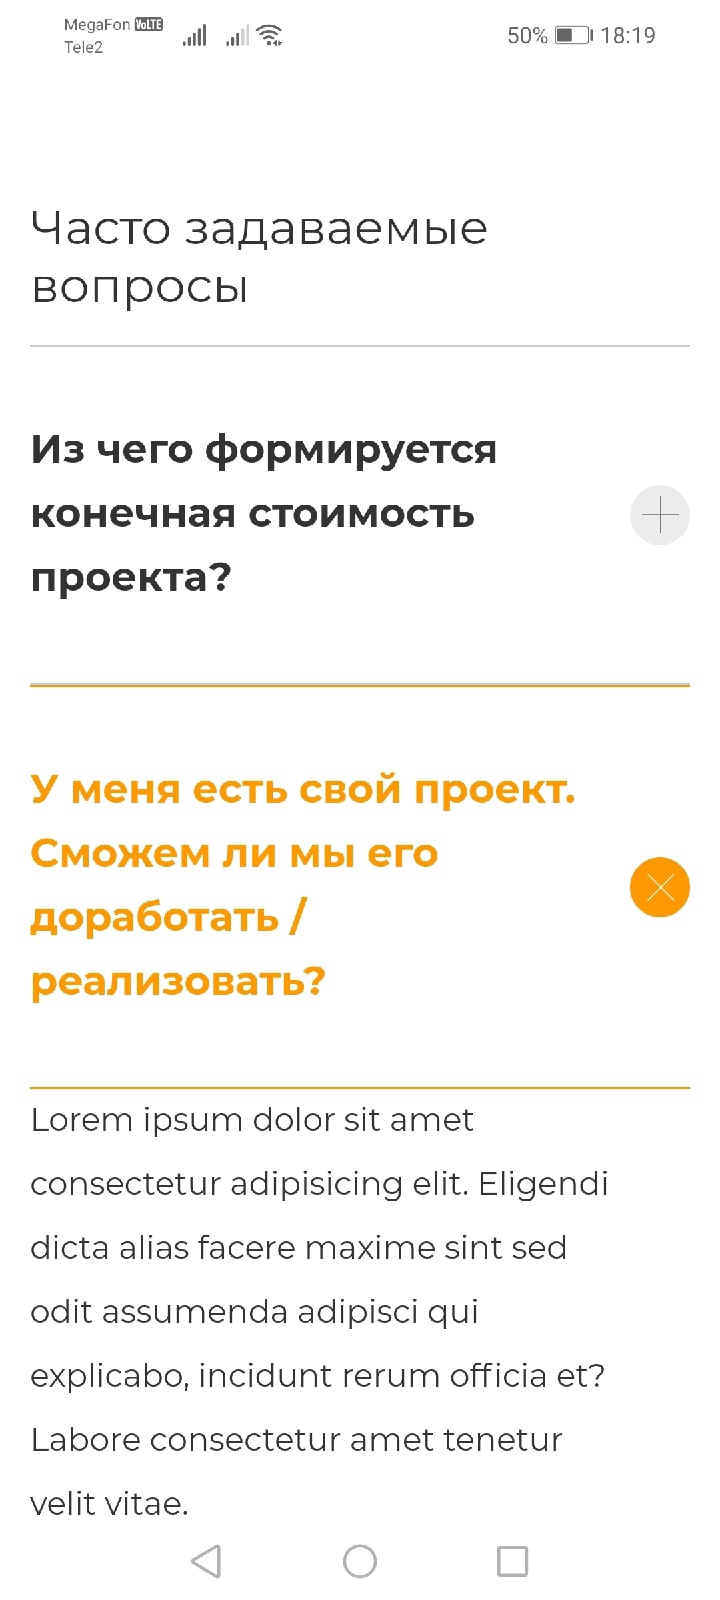 MegaFon VoLTE
Tele2
50% 18:19
Часто задаваемые
вопросы
Из чего формируется
конечная стоимость
проекта?
У меня есть свой проект.
Сможем ли мы его
доработать /
реализовать?
Lorem ipsum dolor sit amet
consectetur adipisicing elit. Eligendi
dicta alias facere maxime sint sed
odit assumenda adipisci qui
explicabo, incidunt rerum officia et?
Labore consectetur amet tenetur
velit vitae.